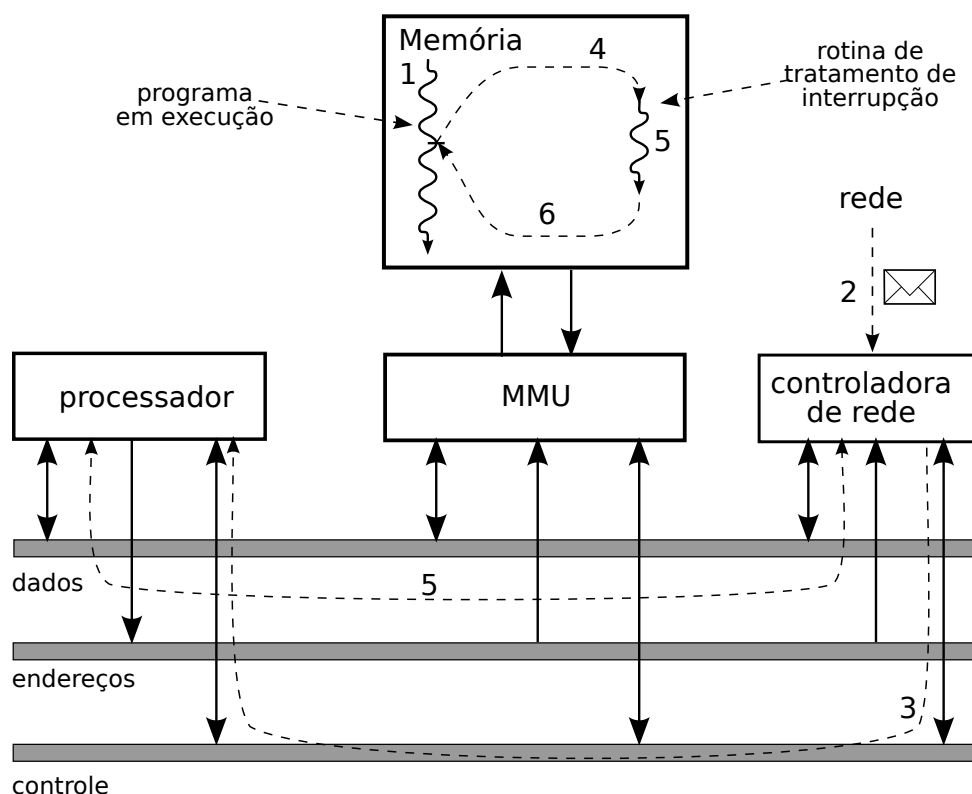 Memória
1
4
rotina de
tratamento de
interrupção
programa
em execução
5
6
rede
2
processador
MMU
controladora
de rede
dados
5
endereços
3
controle